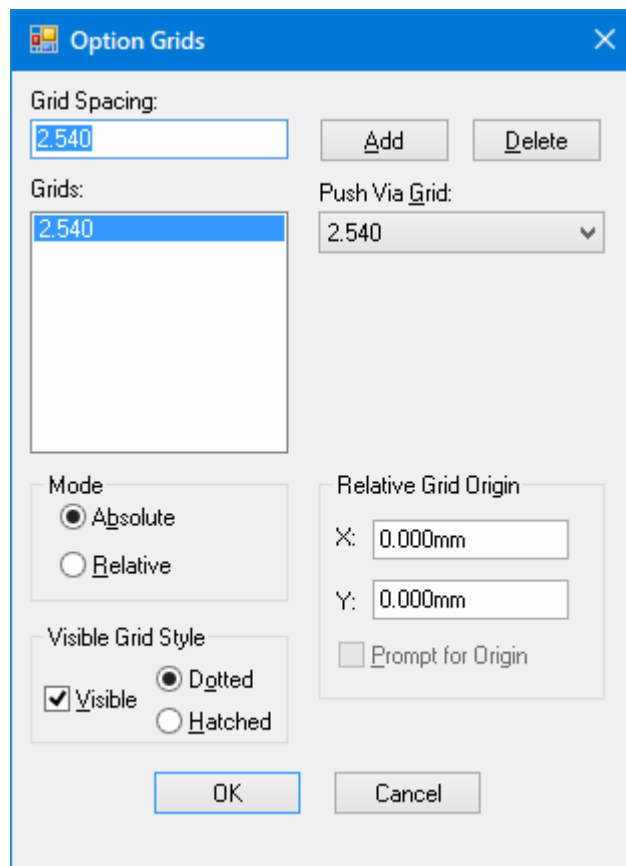 Option Grids
Grid Spacing:
2.540
Add
Delete
Grids:
2.540
Push Via Grid:
2.540
Mode
Absolute
Relative
Relative Grid Origin
X: 0.000mm
Y: 0.000mm
Prompt for Origin
Visible Grid Style
Visible
Dotted
Hatched
OK
Cancel